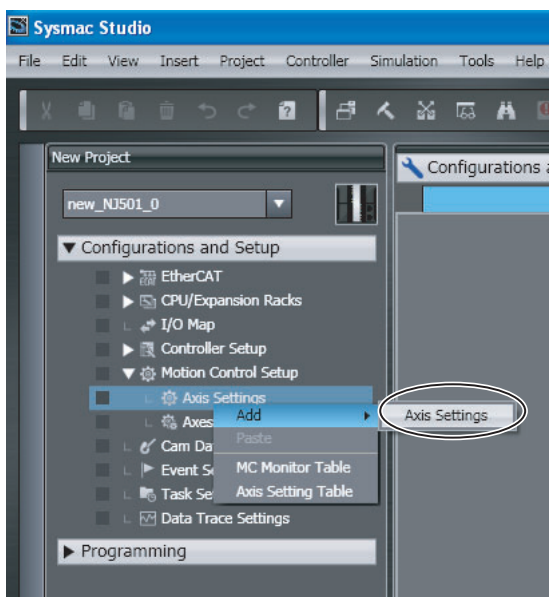 Sysmac Studio
File Edit View Insert Project Controller Simulation Tools Help
New Project
Configurations
new_NJ501_0
Configurations and Setup
EtherCAT
CPU/Expansion Racks
I/O Map
Controller Setup
Motion Control Setup
Axis Settings
Add
Axis Settings
Axes
Paste
Cam Da
Event Se
MC Monitor Table
Task Se
Axis Setting Table
Data Trace Settings
Programming